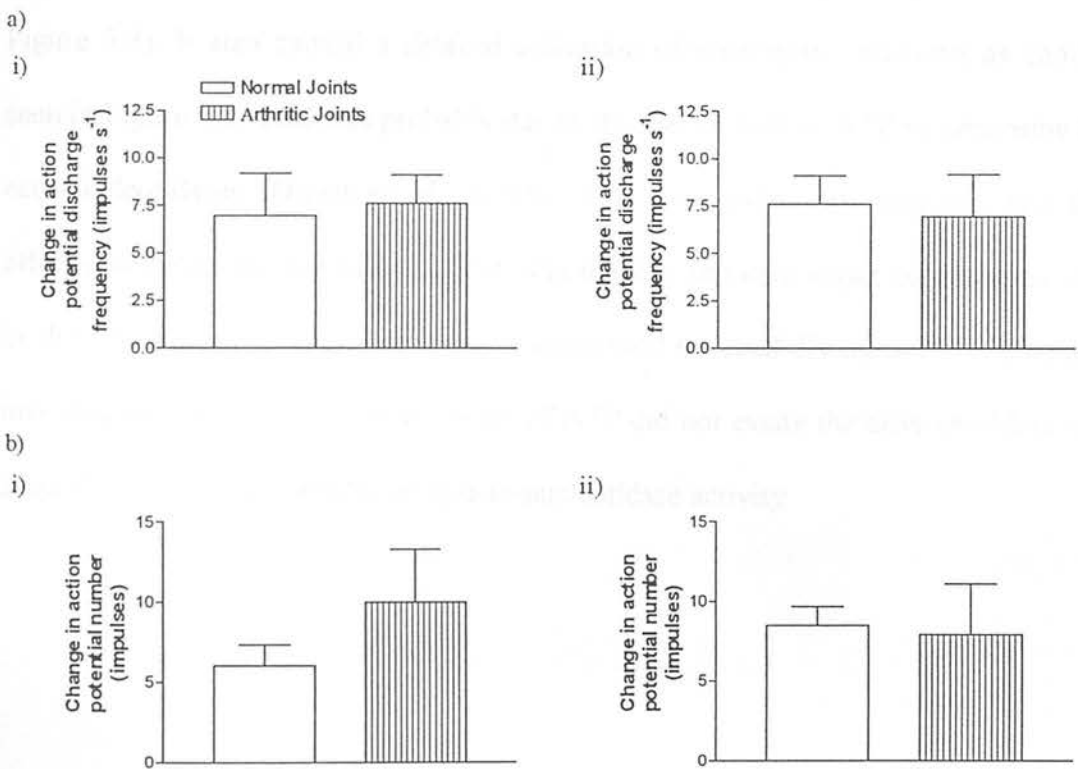 a)
i)
Normal Joints
Arthritic Joints
Change in action
potential discharge
frequency (impulses s⁻¹)
12.5
10.0
7.5
5.0
2.5
0.0
ii)
Change in action
potential discharge
frequency (impulses s⁻¹)
12.5
10.0
7.5
5.0
2.5
0.0
b)
i)
Change in action
potential number
(impulses)
15
10
5
0
ii)
Change in action
potential number
(impulses)
15
10
5
0